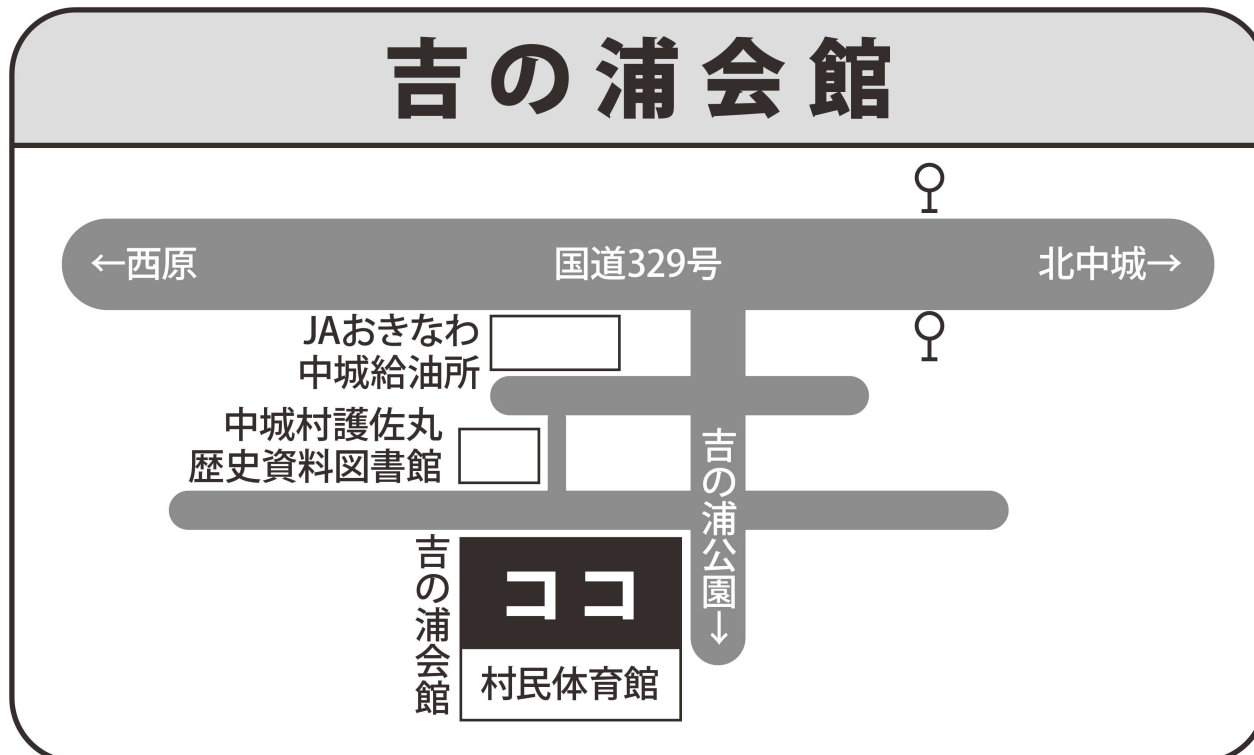 吉の浦会館
←西原
国道329号
北中城→
JAおきなわ
中城給油所
中城村護佐丸
歴史資料図書館
吉の浦公園→
吉の浦会館
ココ
村民体育館